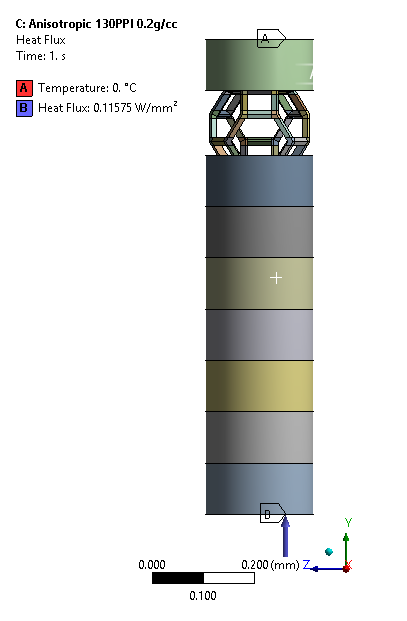 C: Anisotropic 130PPI 0.2g/cc
Heat Flux
Time: 1. s
A Temperature: 0. °C
B Heat Flux: 0.11575 W/mm²
A
B
Y
0.000 0.200 (mm) Z X
0.100